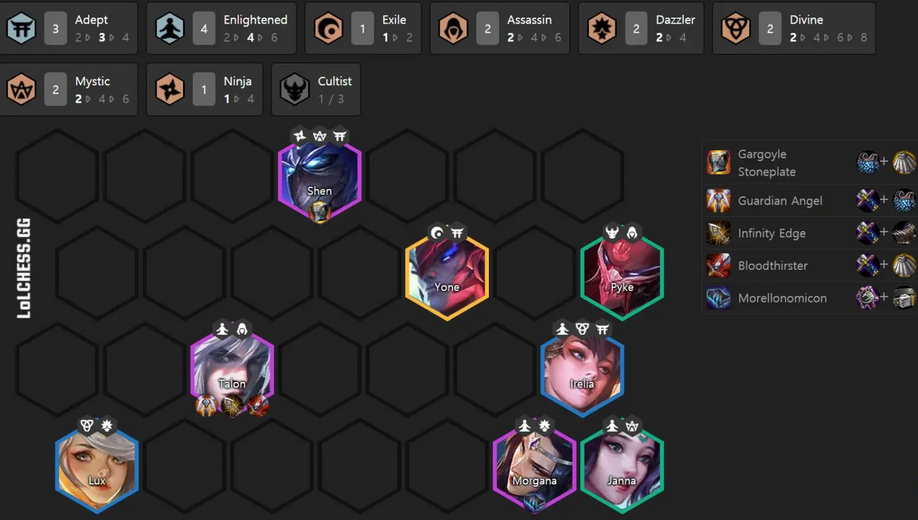 3 Adept
2 3 4
4 Enlightened
2 4 6
1 Exile
1 2
2 Assassin
2 4 6
2 Dazzler
2 4
2 Divine
2 4 6 8
2 Mystic
2 4 6
1 Ninja
1 4
Cultist
1 / 3
LoLCHESS.GG
Shen
Yone
Pyke
Talon
Irelia
Lux
Morgana
Janna
Gargoyle
Stoneplate
+
Guardian Angel
+
Infinity Edge
+
Bloodthirster
+
Morellonomicon
+